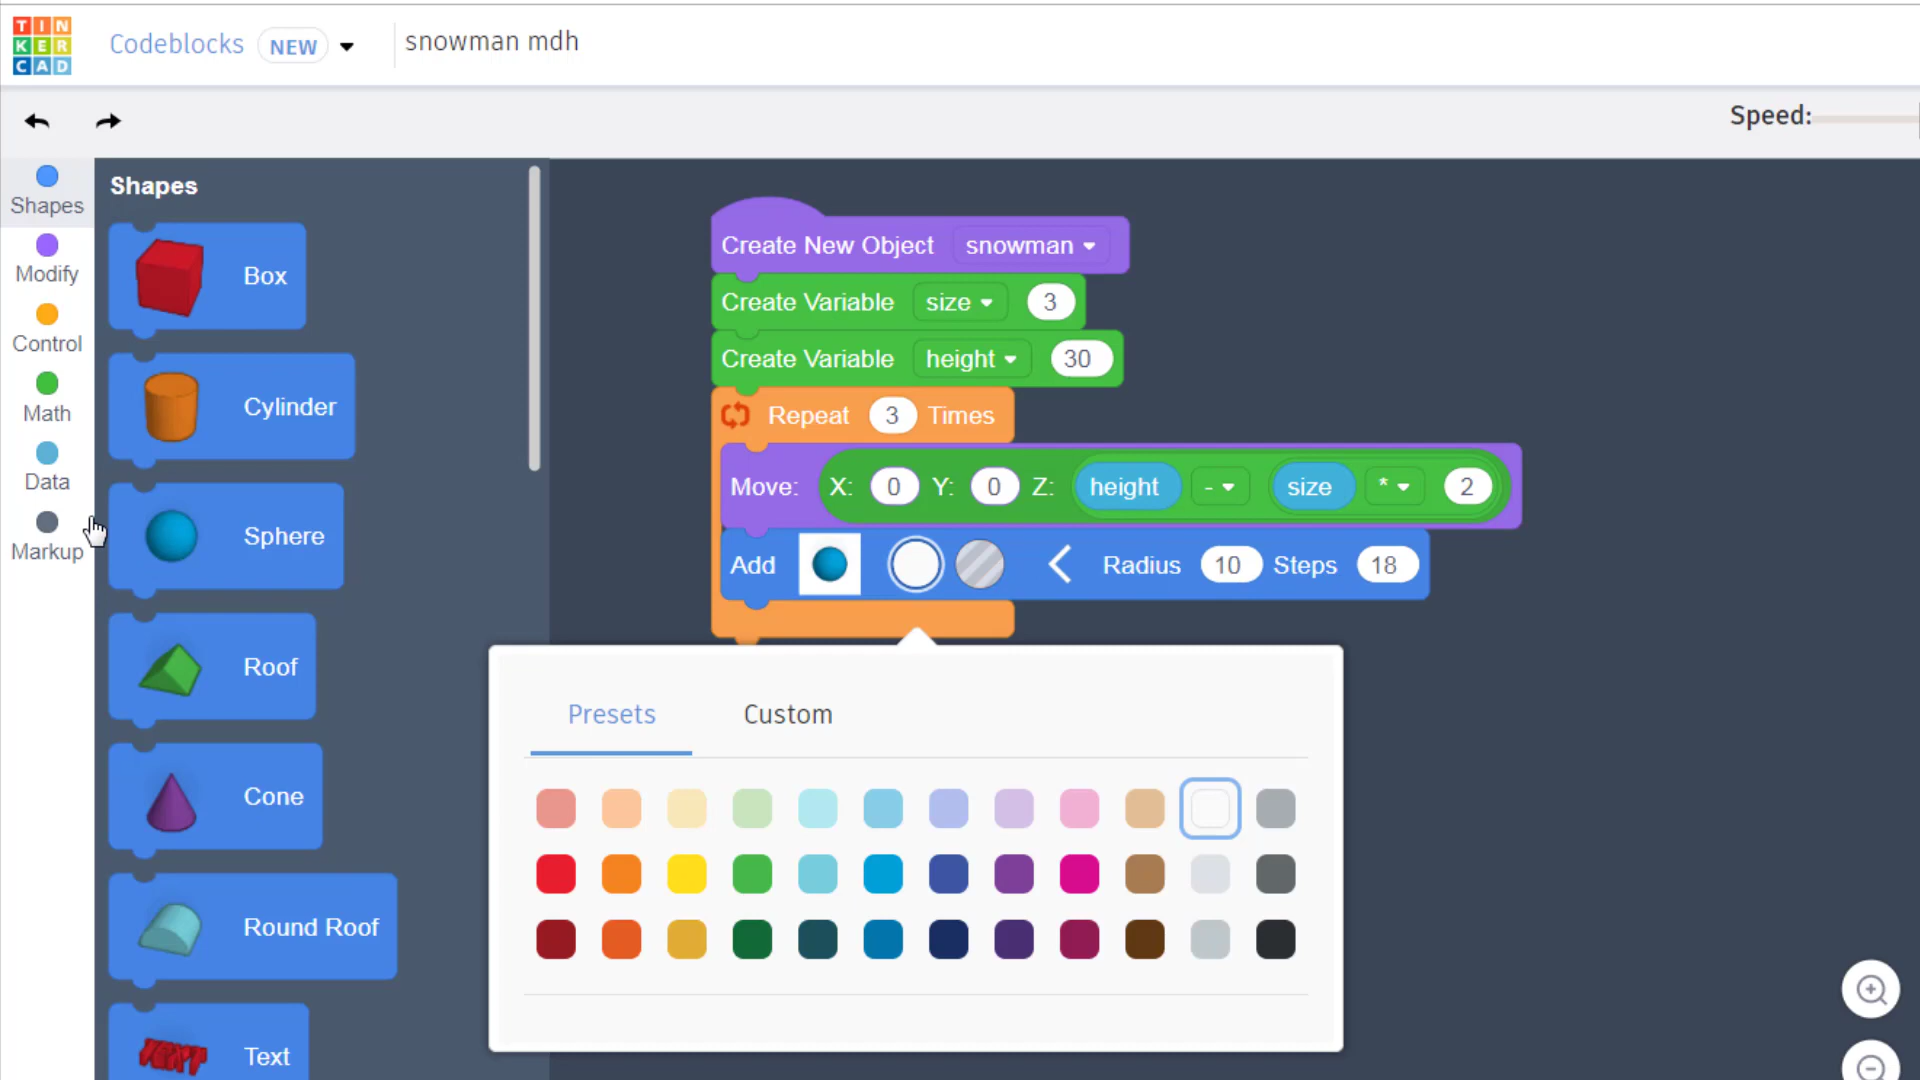 TIN
KER
CAD
Codeblocks NEW snowman mdh
Speed:
Shapes
Modify
Control
Math
Data
Markup
Shapes
Box
Cylinder
Sphere
Roof
Cone
Round Roof
TEXT Text
Create New Object snowman
Create Variable size 3
Create Variable height 30
Repeat 3 Times
Move: X: 0 Y: 0 Z: height - size * 2
Add Radius 10 Steps 18
Presets Custom